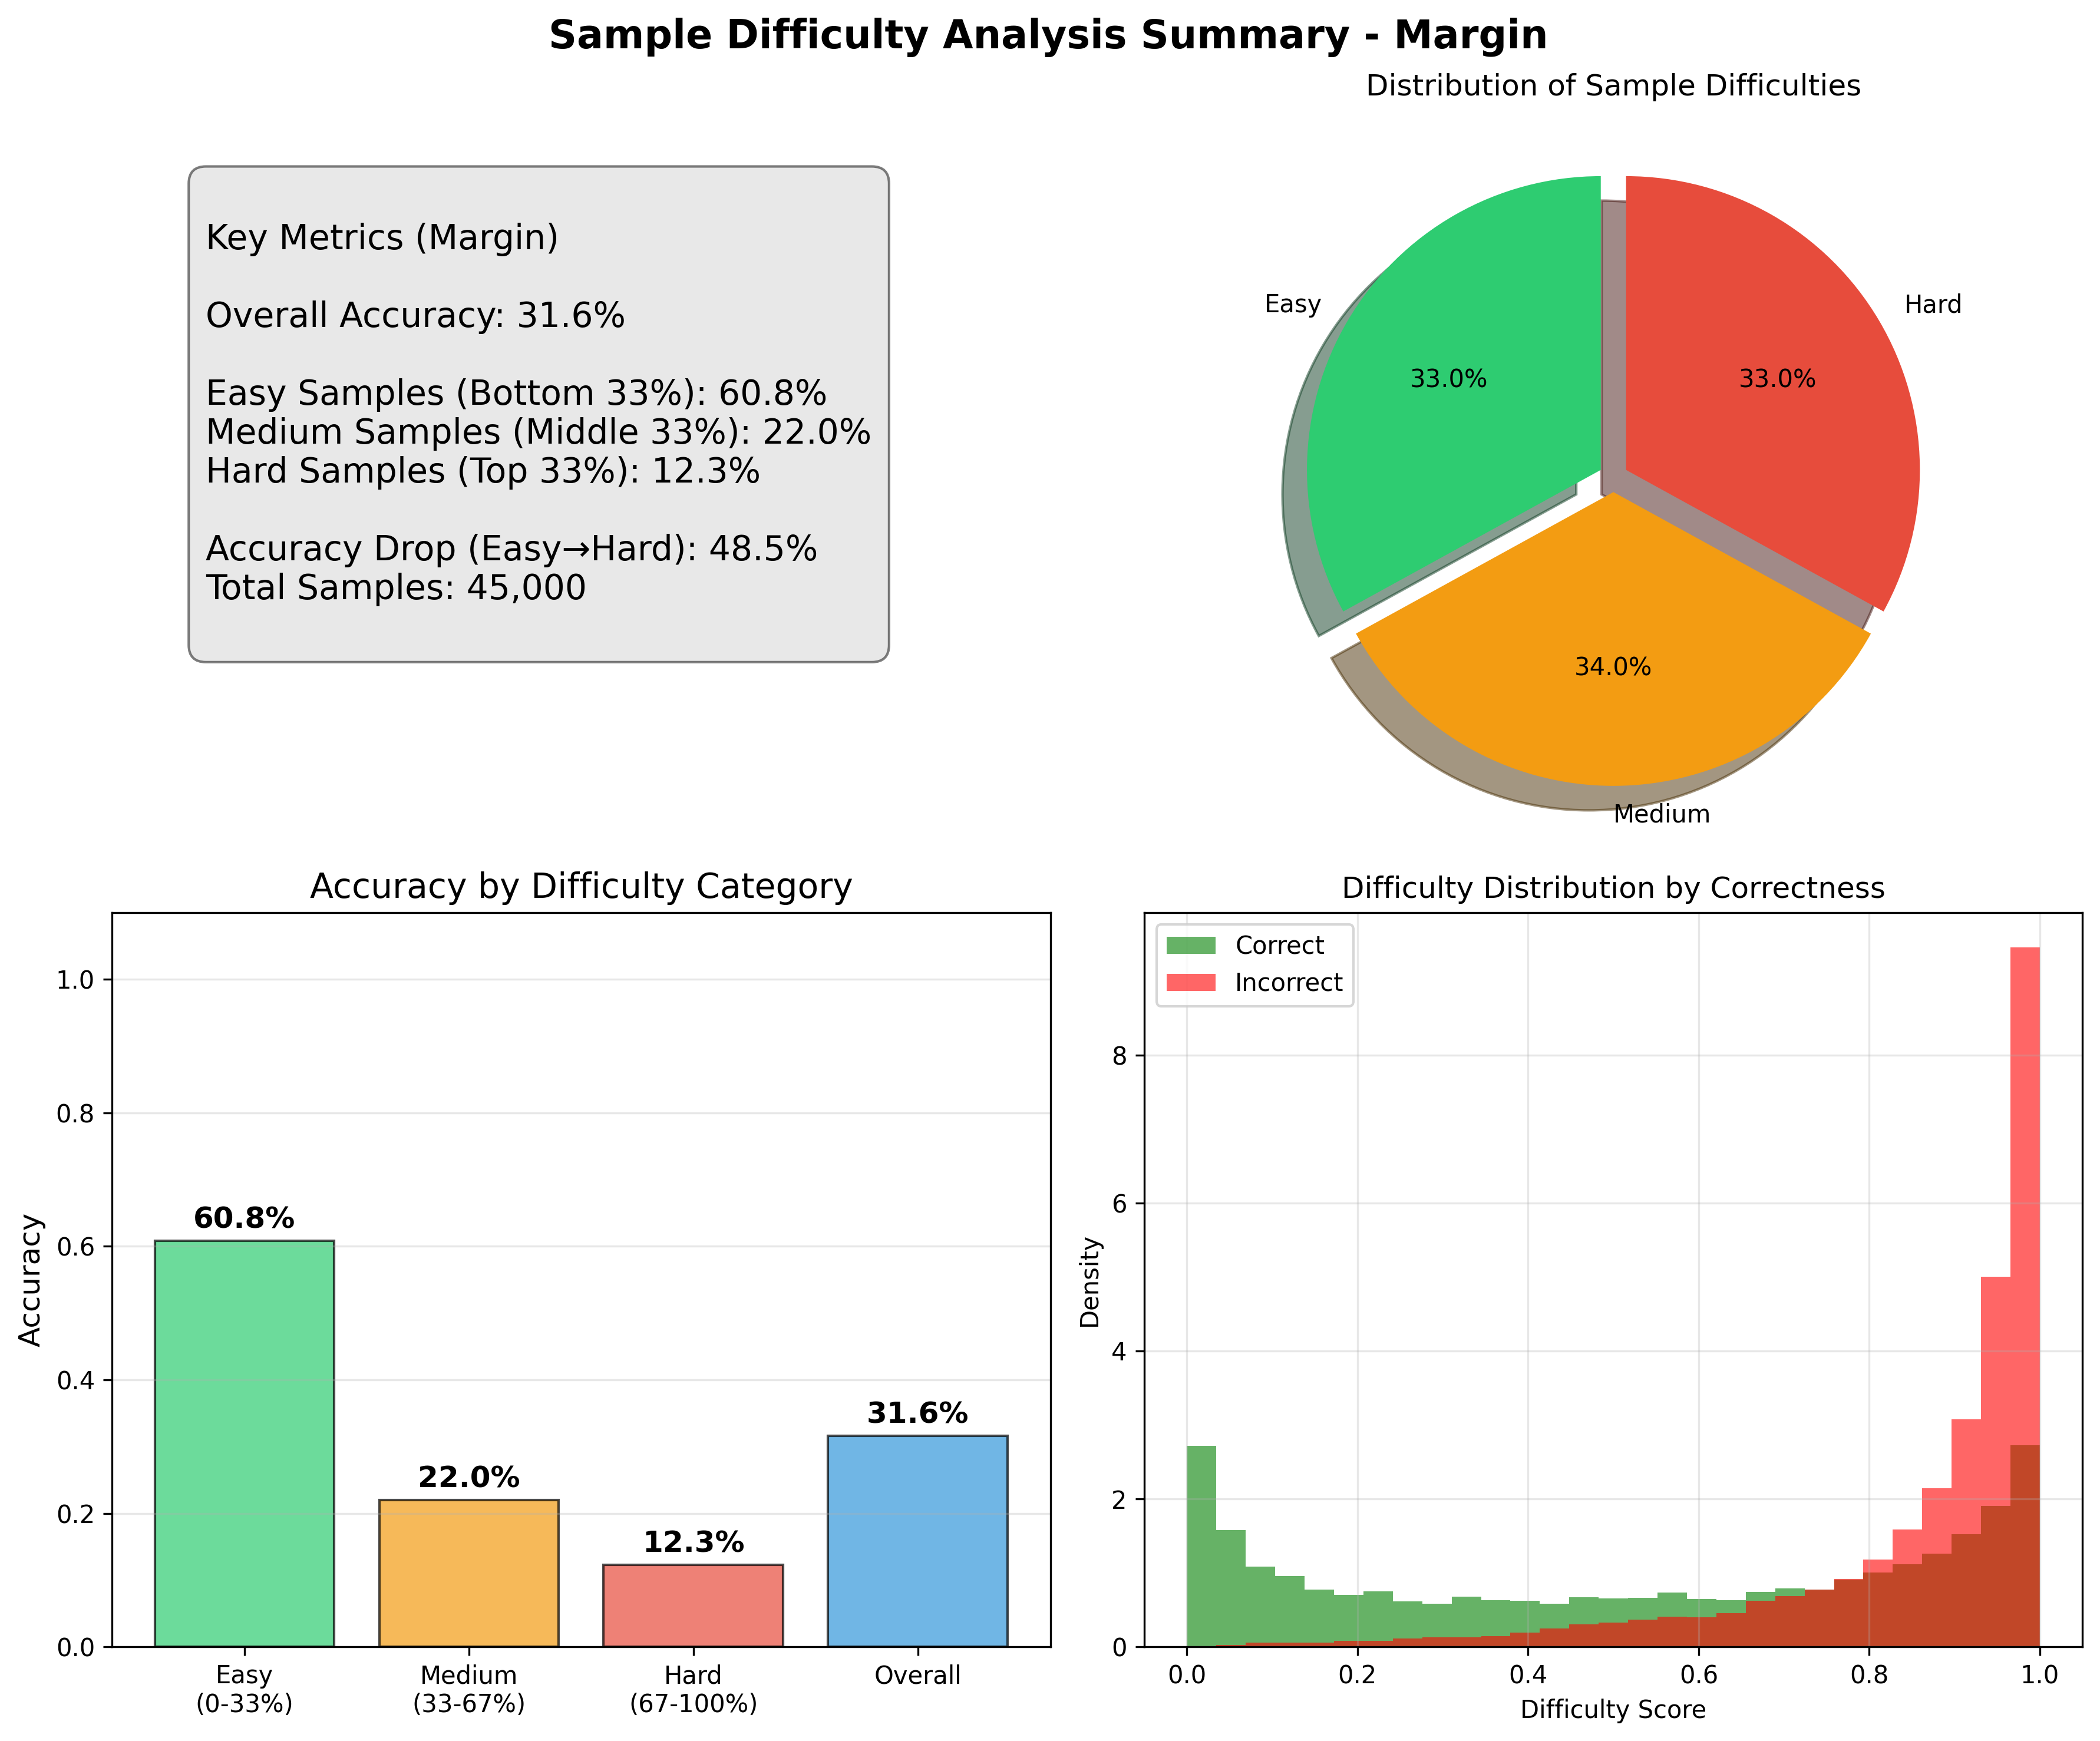 Sample Difficulty Analysis Summary - Margin
Key Metrics (Margin)
Overall Accuracy: 31.6%
Easy Samples (Bottom 33%): 60.8%
Medium Samples (Middle 33%): 22.0%
Hard Samples (Top 33%): 12.3%
Accuracy Drop (Easy→Hard): 48.5%
Total Samples: 45,000
Distribution of Sample Difficulties
Easy
Hard
33.0%
33.0%
34.0%
Medium
Accuracy by Difficulty Category
Accuracy
1.0
0.8
0.6
0.4
0.2
0.0
60.8%
22.0%
12.3%
31.6%
Easy
(0-33%)
Medium
(33-67%)
Hard
(67-100%)
Overall
Difficulty Distribution by Correctness
Correct
Incorrect
Density
8
6
4
2
0
0.0
0.2
0.4
0.6
0.8
1.0
Difficulty Score